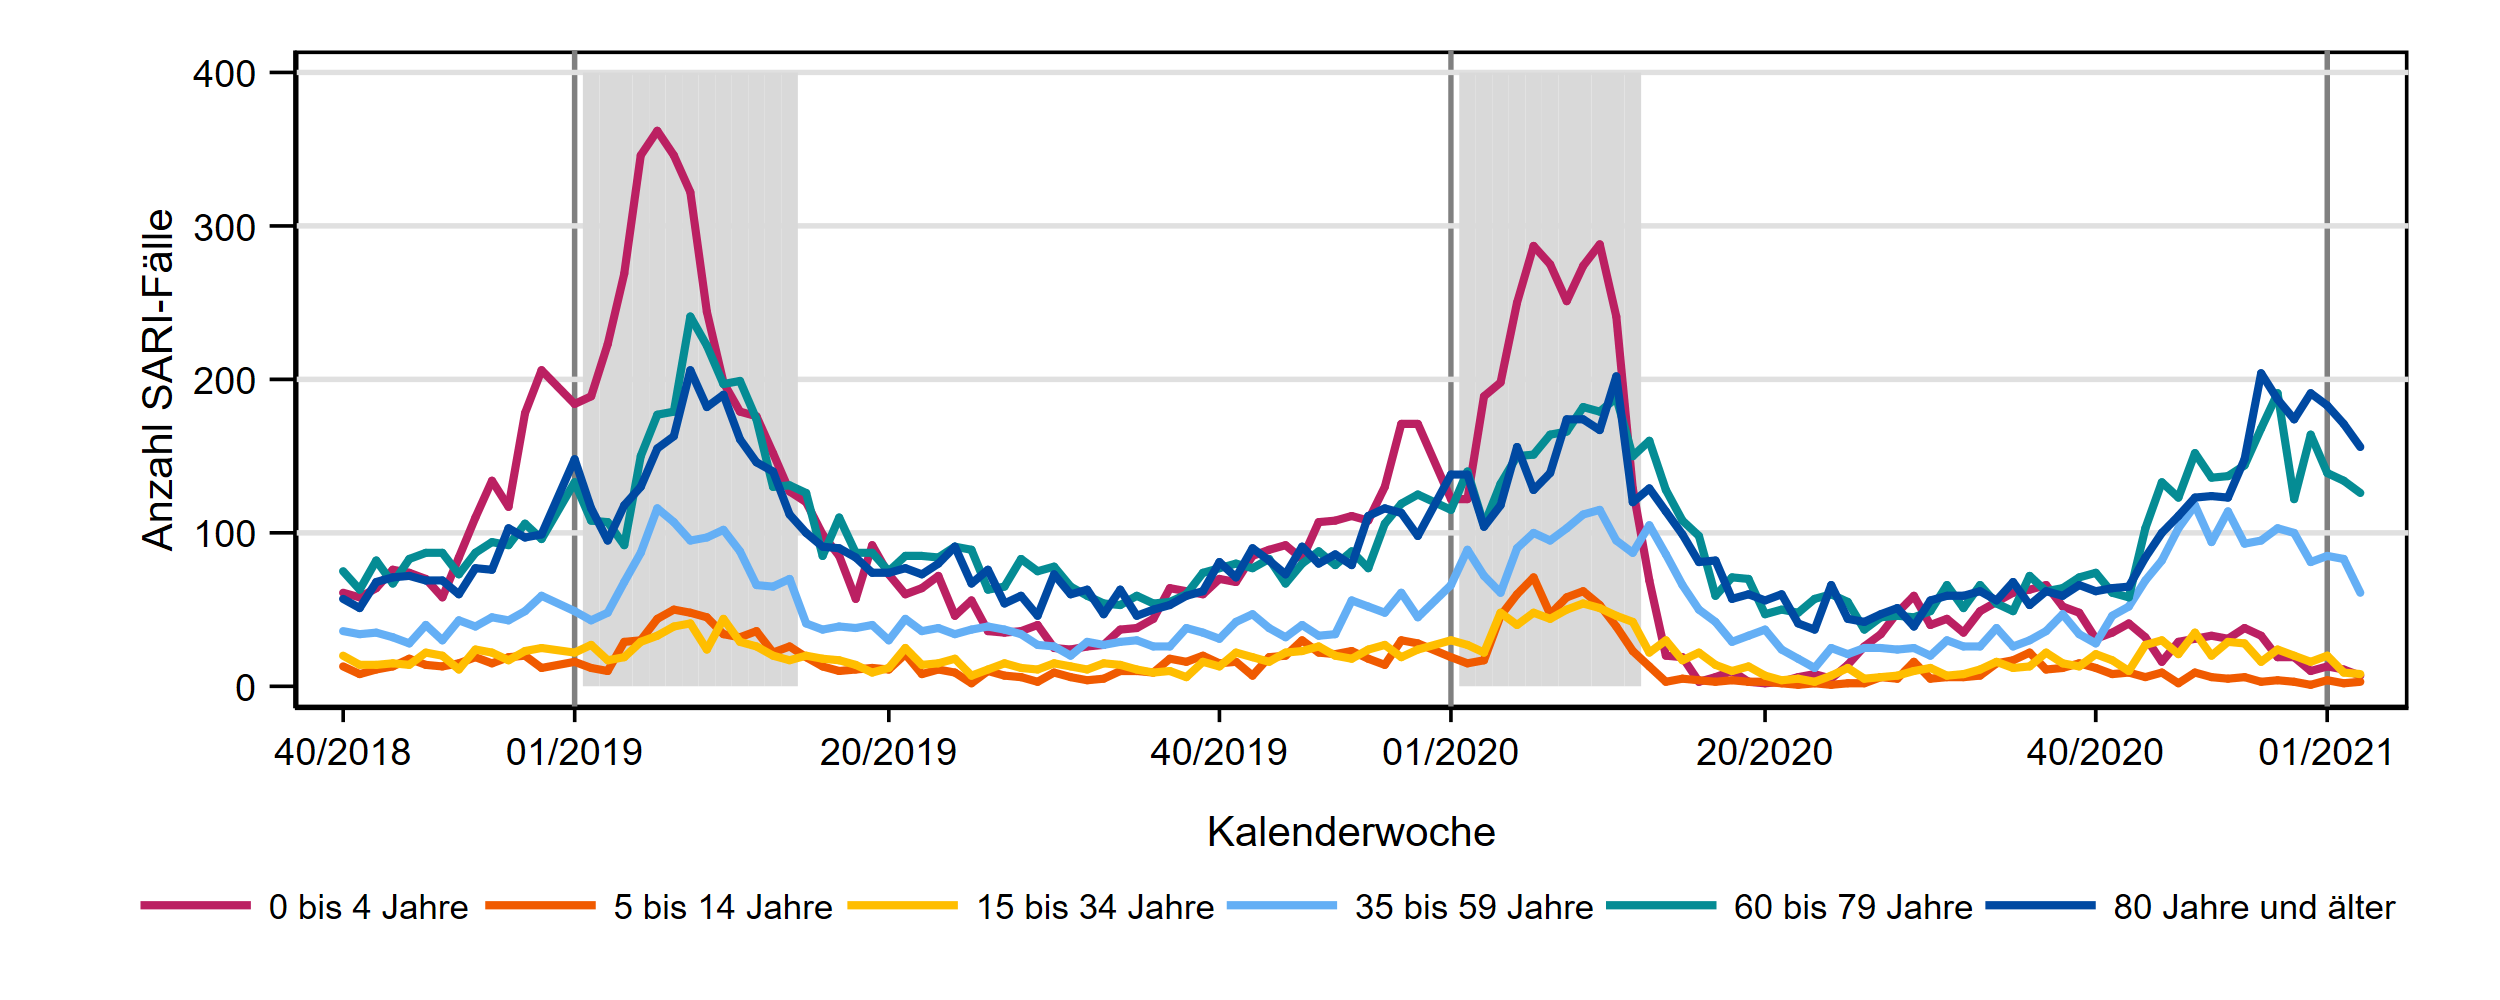 400
300
200
100
0
Anzahl SARI-Fälle
40/2018 01/2019 20/2019 40/2019 01/2020 20/2020 40/2020 01/2021
Kalenderwoche
0 bis 4 Jahre 5 bis 14 Jahre 15 bis 34 Jahre 35 bis 59 Jahre 60 bis 79 Jahre 80 Jahre und älter